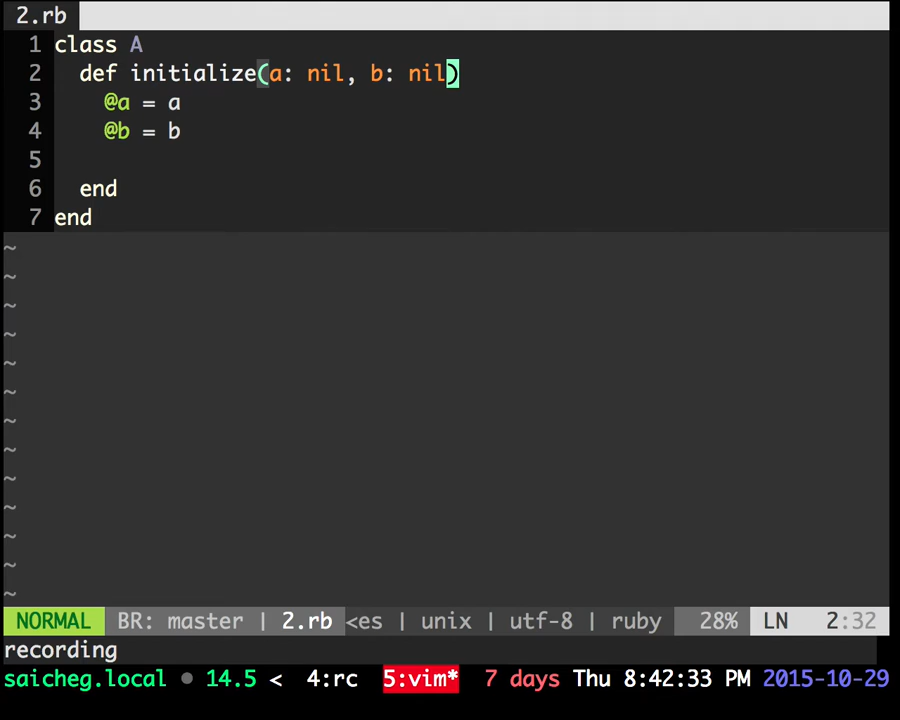 2.rb
1 class A
2   def initialize(a: nil, b: nil)
3     @a = a
4     @b = b
5
6   end
7 end
~
~
~
~
~
~
~
~
~
~
~
~
~
NORMAL BR: master | 2.rb <es | unix | utf-8 | ruby 28% LN 2:32
recording
saicheg.local ● 14.5 < 4:rc 5:vim* 7 days Thu 8:42:33 PM 2015-10-29